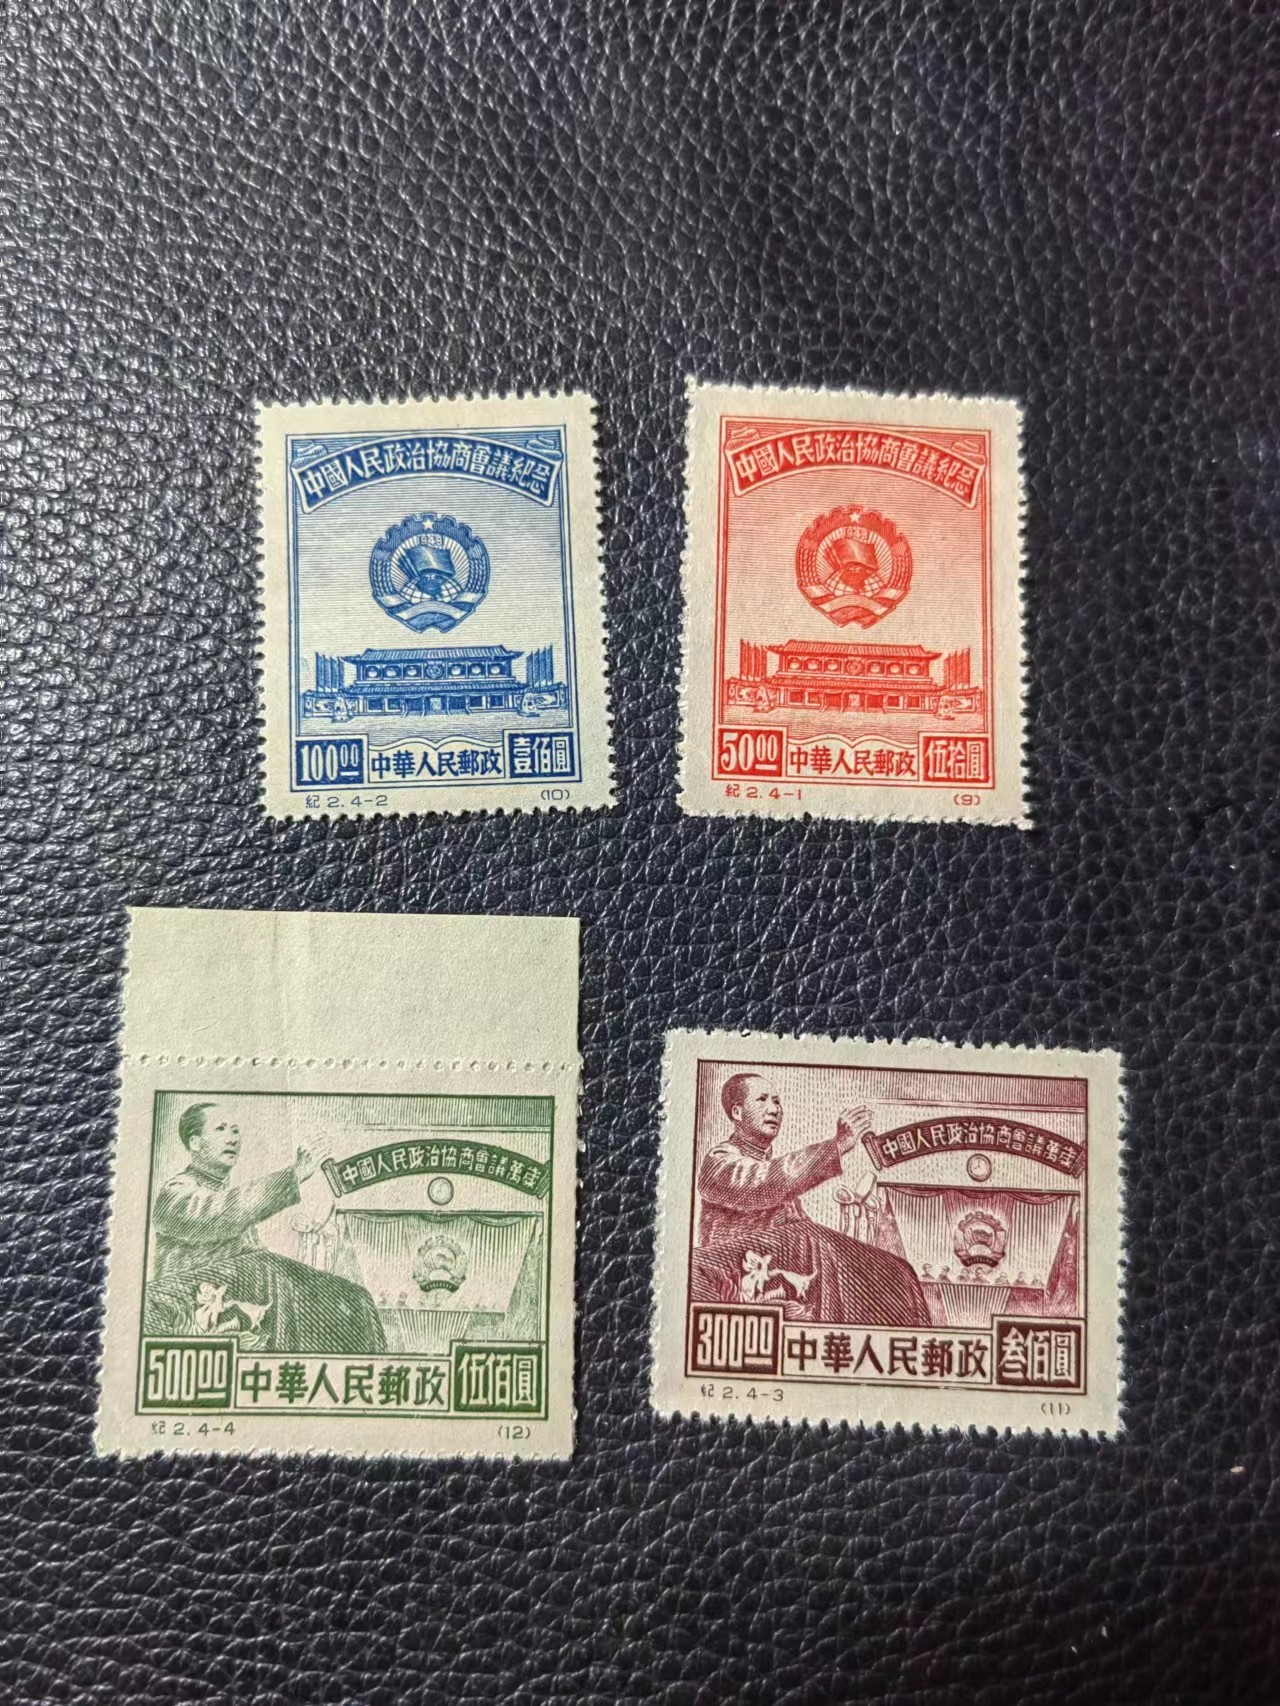 中國人民政治協商會議紀念
1949
100.00 中華人民郵政 壹佰圓
紀 2. 4-2 (10)
中國人民政治協商會議紀念
1949
50.00 中華人民郵政 伍拾圓
紀 2. 4-1 (9)
中國人民政治協商會議萬歲
500.00 中華人民郵政 伍佰圓
紀 2. 4-4 (12)
中國人民政治協商會議萬歲
300.00 中華人民郵政 叁佰圓
紀 2. 4-3 (11)